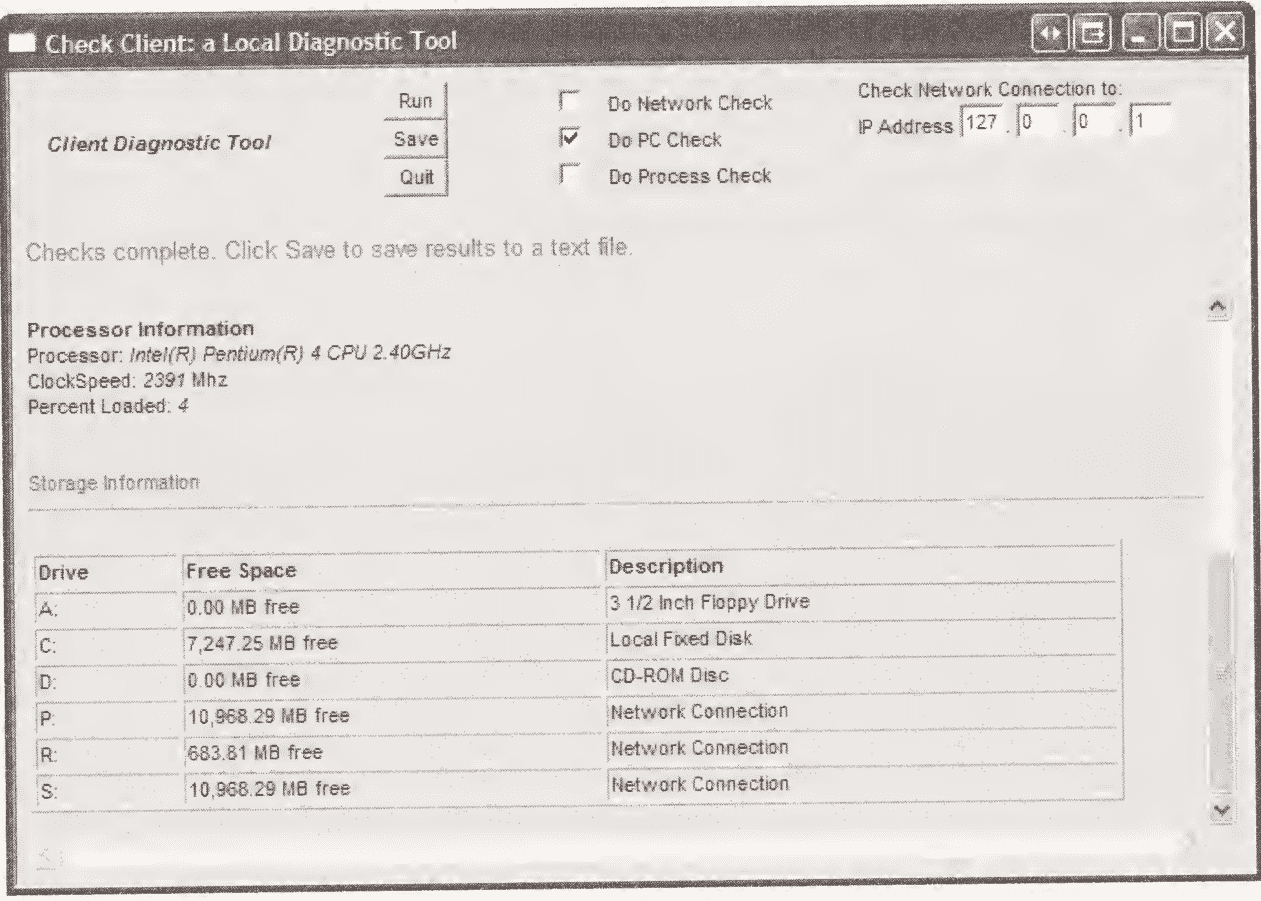 Check Client: a Local Diagnostic Tool
Client Diagnostic Tool
Run
Save
Quit
Do Network Check
Do PC Check
Do Process Check
Check Network Connection to:
IP Address 127 . 0 . 0 . 1
Checks complete. Click Save to save results to a text file.
Processor Information
Processor: Intel(R) Pentium(R) 4 CPU 2.40GHz
ClockSpeed: 2391 Mhz
Percent Loaded: 4
Storage Information
Drive Free Space Description
A: 0.00 MB free 3 1/2 Inch Floppy Drive
C: 7,247.25 MB free Local Fixed Disk
D: 0.00 MB free CD-ROM Disc
P: 10,968.29 MB free Network Connection
R: 683.81 MB free Network Connection
S: 10,968.29 MB free Network Connection